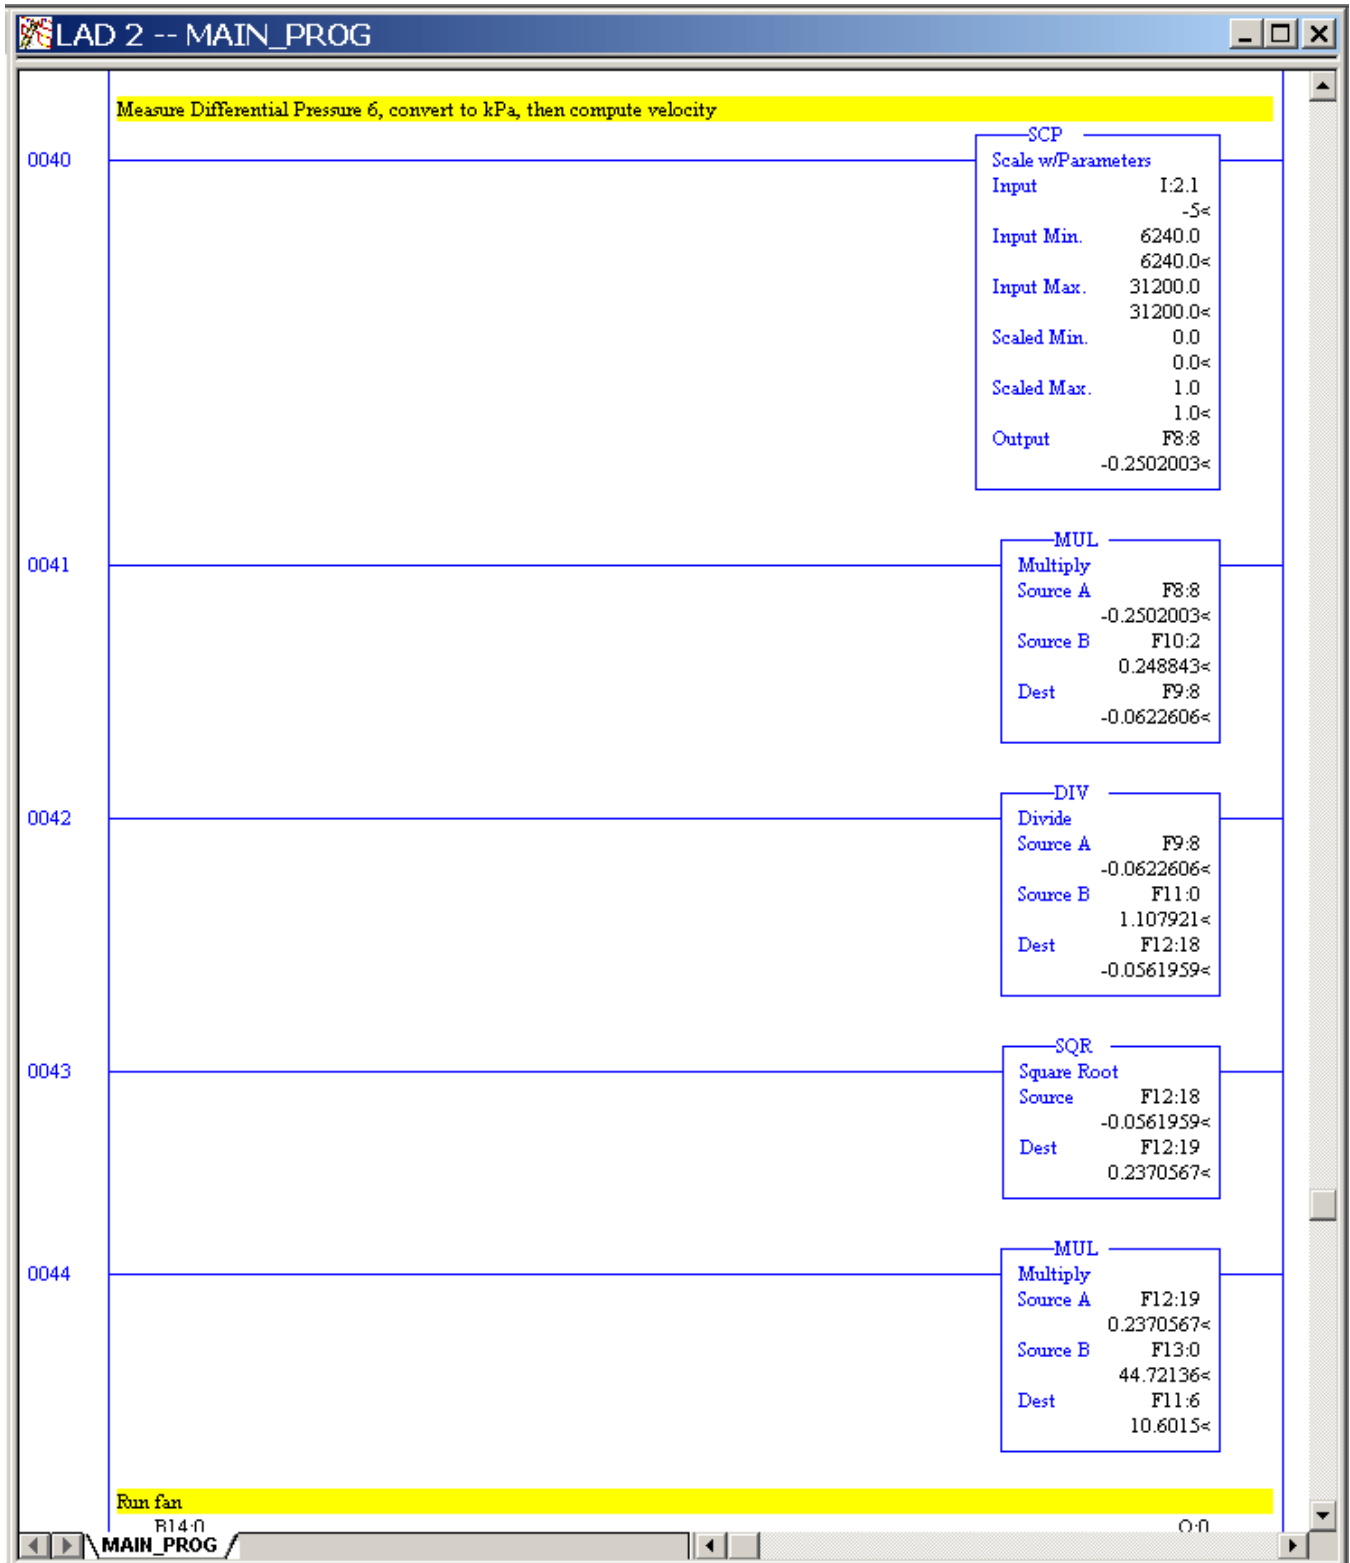 LAD 2 -- MAIN_PROG
Measure Differential Pressure 6, convert to kPa, then compute velocity
0040
SCP
Scale w/Parameters
Input I:2.1
-5<
Input Min. 6240.0
6240.0<
Input Max. 31200.0
31200.0<
Scaled Min. 0.0
0.0<
Scaled Max. 1.0
1.0<
Output F8:8
-0.2502003<
0041
MUL
Multiply
Source A F8:8
-0.2502003<
Source B F10:2
0.248843<
Dest F9:8
-0.0622606<
0042
DIV
Divide
Source A F9:8
-0.0622606<
Source B F11:0
1.107921<
Dest F12:18
-0.0561959<
0043
SQR
Square Root
Source F12:18
-0.0561959<
Dest F12:19
0.2370567<
0044
MUL
Multiply
Source A F12:19
0.2370567<
Source B F13:0
44.72136<
Dest F11:6
10.6015<
Run fan
MAIN_PROG